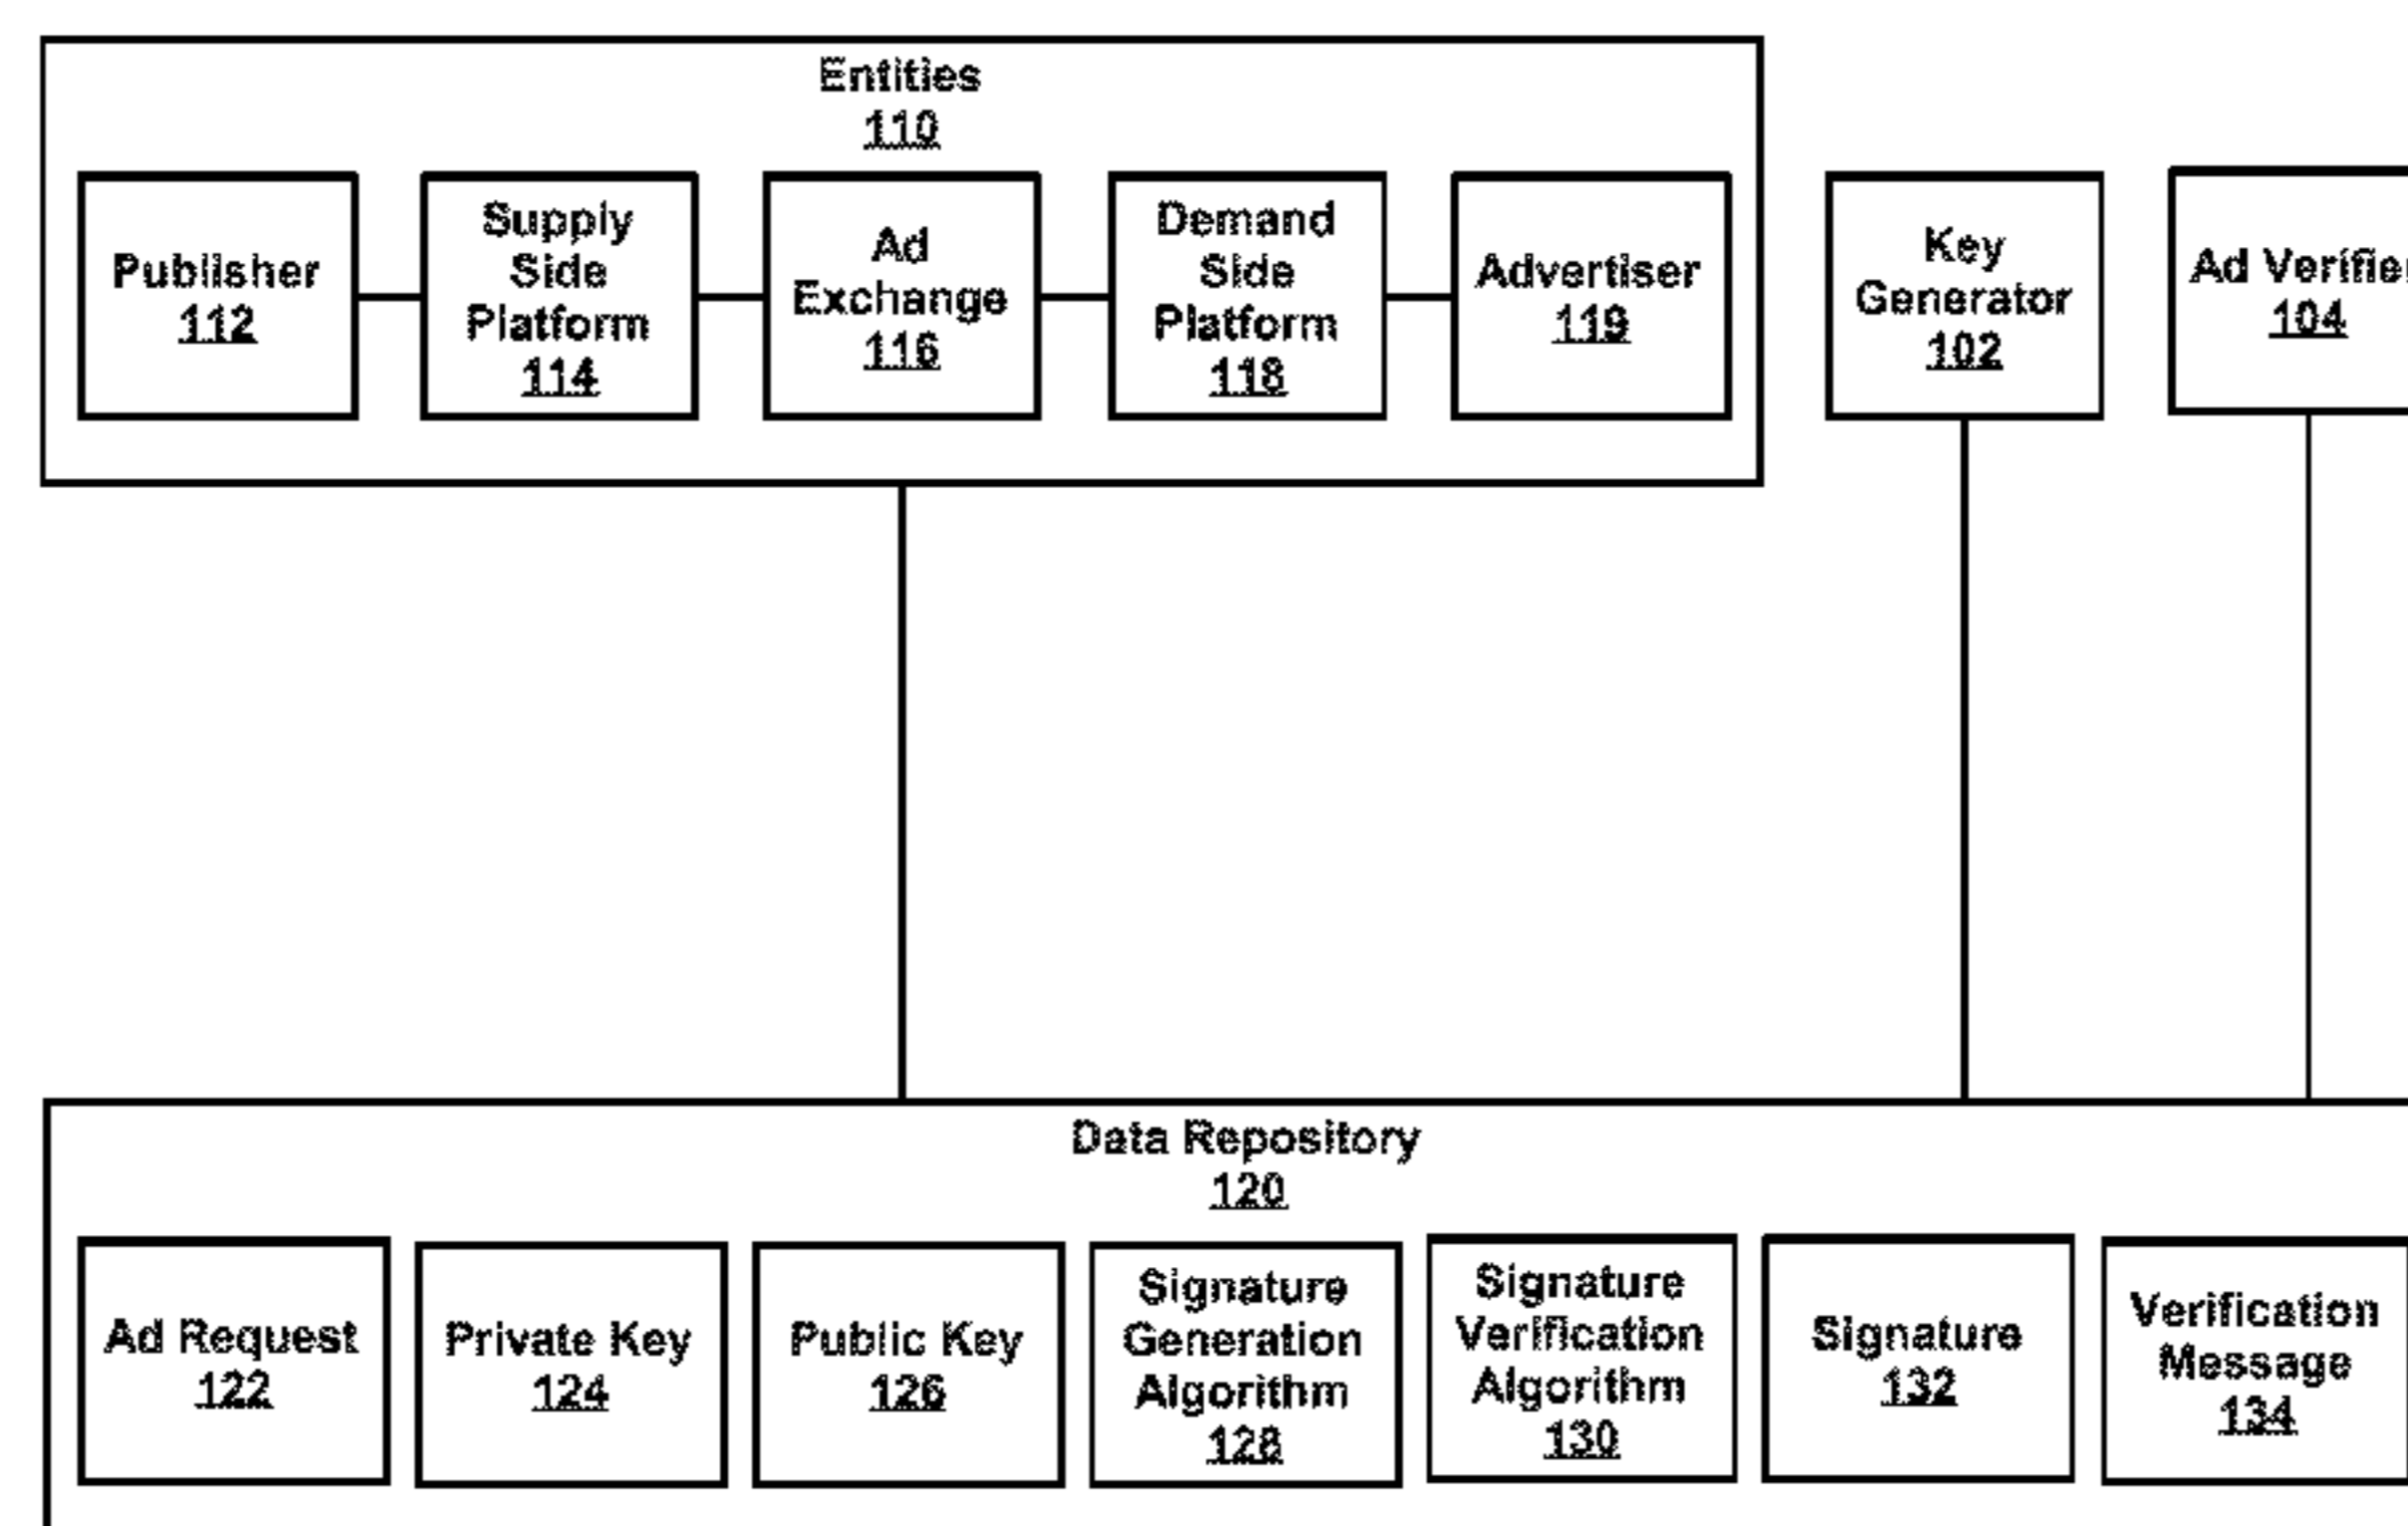 Entities
110
Publisher
112
Supply
Side
Platform
114
Ad
Exchange
116
Demand
Side
Platform
118
Advertiser
119
Key
Generator
102
Ad Verifier
104
Data Repository
120
Ad Request
122
Private Key
124
Public Key
126
Signature
Generation
Algorithm
128
Signature
Verification
Algorithm
130
Signature
132
Verification
Message
134